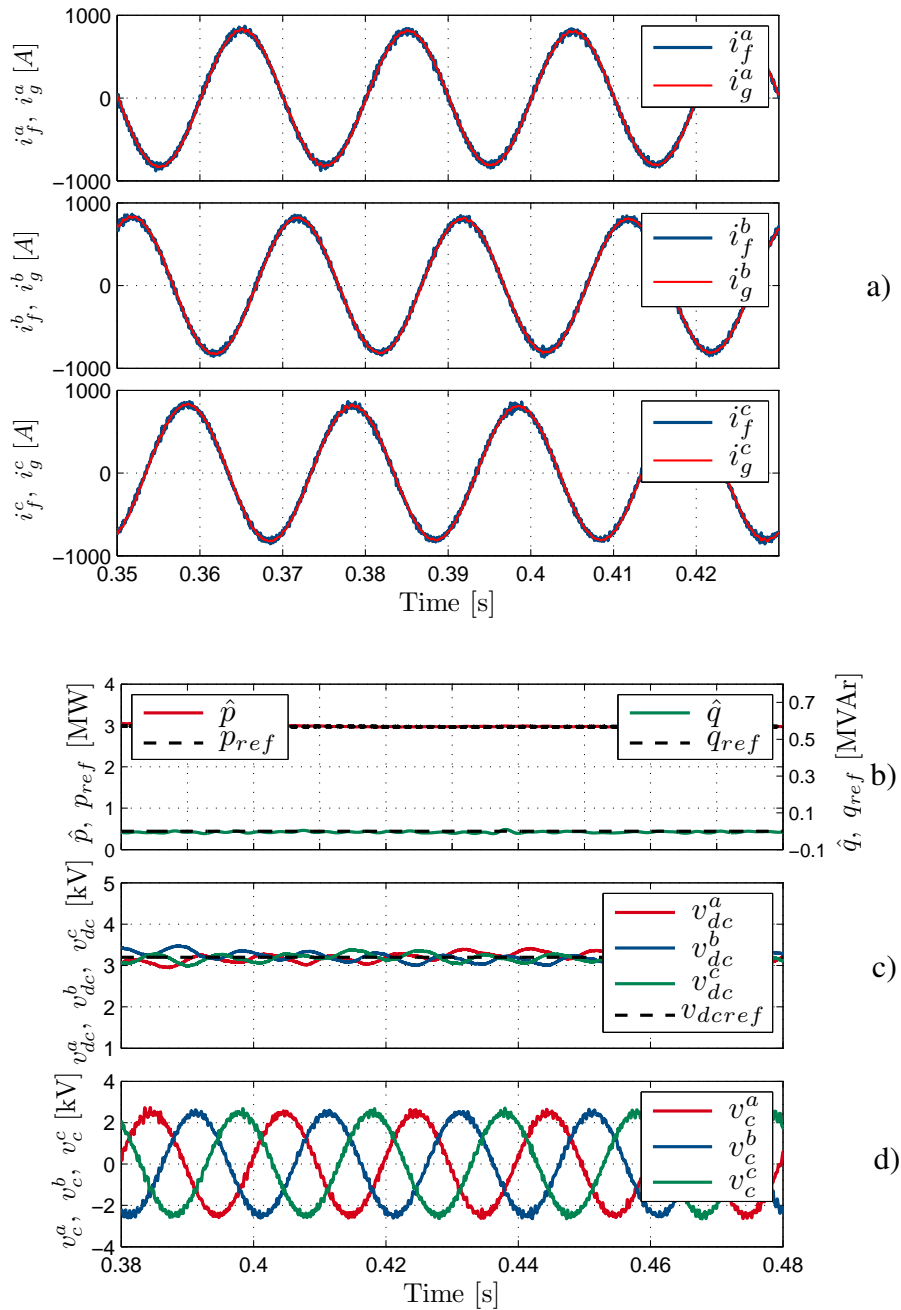 1000
0
−1000
i_f^a, i_g^a [A]
i_f^a
i_g^a
1000
0
−1000
i_f^b, i_g^b [A]
i_f^b
i_g^b
a)
1000
0
−1000
i_f^c, i_g^c [A]
i_f^c
i_g^c
0.35 0.36 0.37 0.38 0.39 0.4 0.41 0.42
Time [s]
4
3
2
1
0
p̂, p_ref [MW]
p̂
p_ref
q̂
q_ref
0.7
0.5
0.3
0.1
−0.1
q̂, q_ref [MVAr]
b)
5
4
3
2
1
v_dc^a, v_dc^b, v_dc^c [kV]
v_dc^a
v_dc^b
v_dc^c
v_dcref
c)
4
2
0
−2
−4
v_c^a, v_c^b, v_c^c [kV]
v_c^a
v_c^b
v_c^c
d)
0.38 0.4 0.42 0.44 0.46 0.48
Time [s]